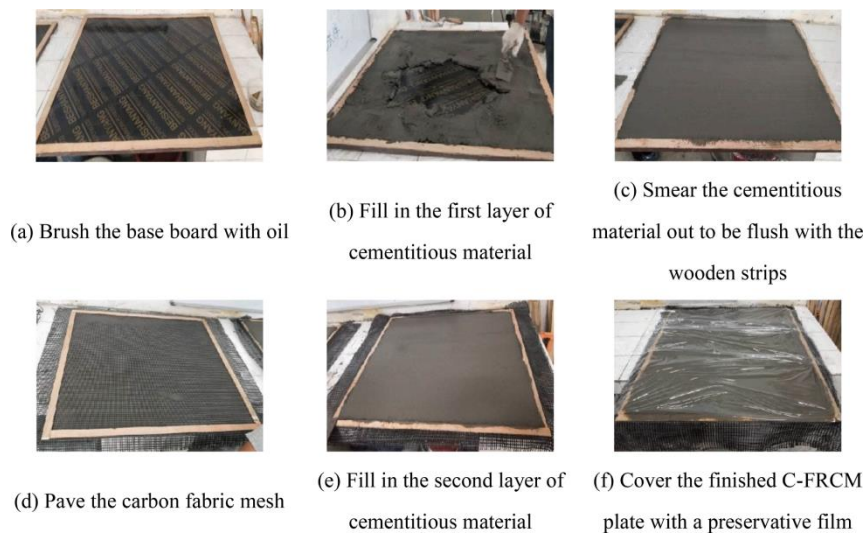 (a) Brush the base board with oil
(b) Fill in the first layer of
cementitious material
(c) Smear the cementitious
material out to be flush with the
wooden strips
(d) Pave the carbon fabric mesh
(e) Fill in the second layer of
cementitious material
(f) Cover the finished C-FRCM
plate with a preservative film